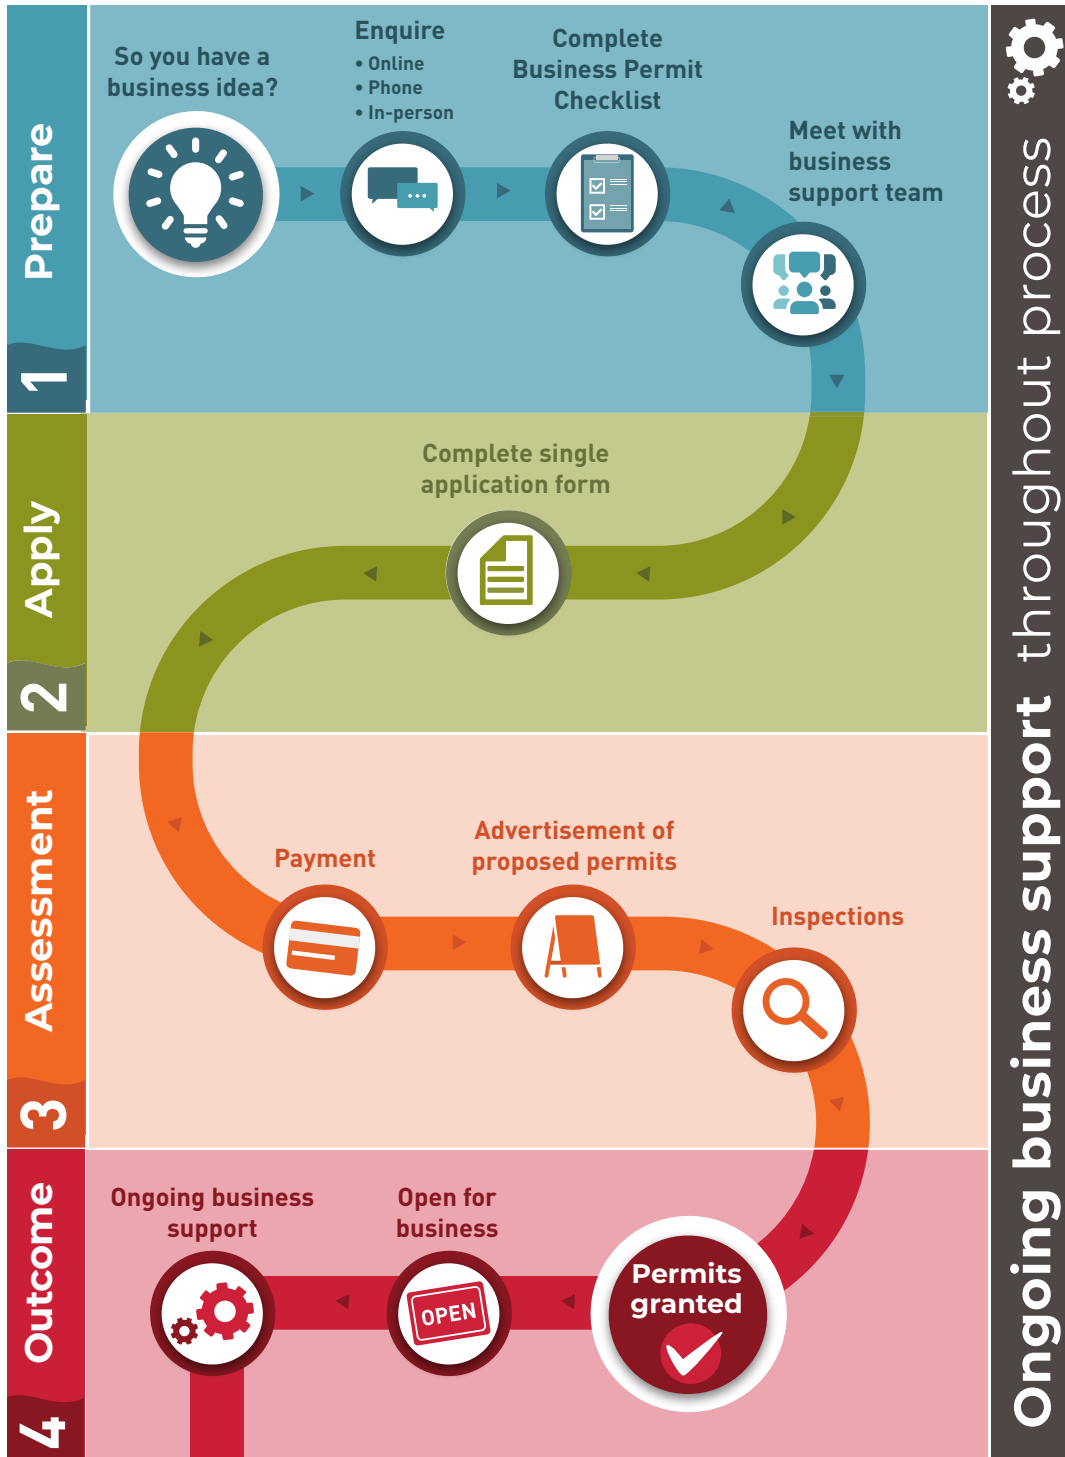 Prepare
1
So you have a
business idea?
Enquire
• Online
• Phone
• In-person
Complete
Business Permit
Checklist
Meet with
business
support team
Apply
2
Complete single
application form
Assessment
3
Payment
Advertisement of
proposed permits
Inspections
Outcome
4
Permits
granted
Open for
business
OPEN
Ongoing business
support
Ongoing business support throughout process